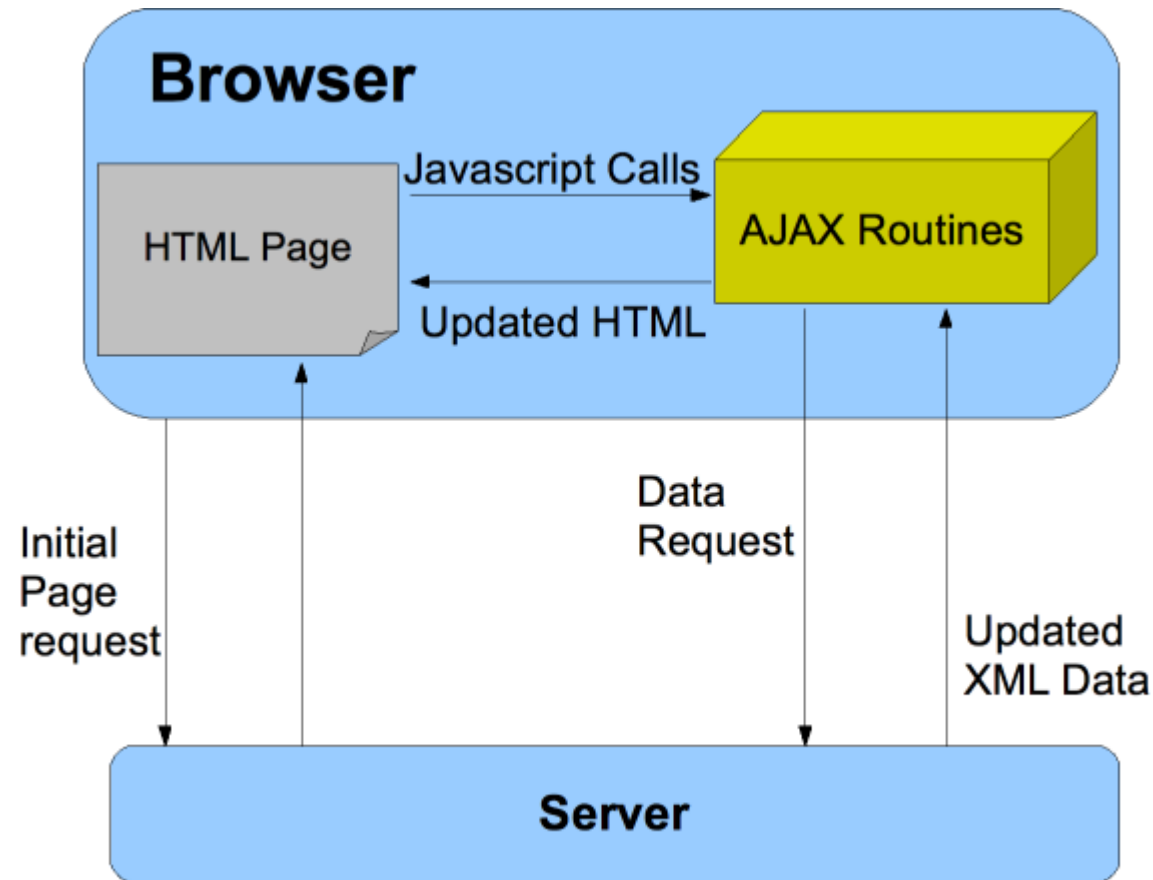 Browser
Javascript Calls
HTML Page
AJAX Routines
Updated HTML
Initial
Page
request
Data
Request
Updated
XML Data
Server